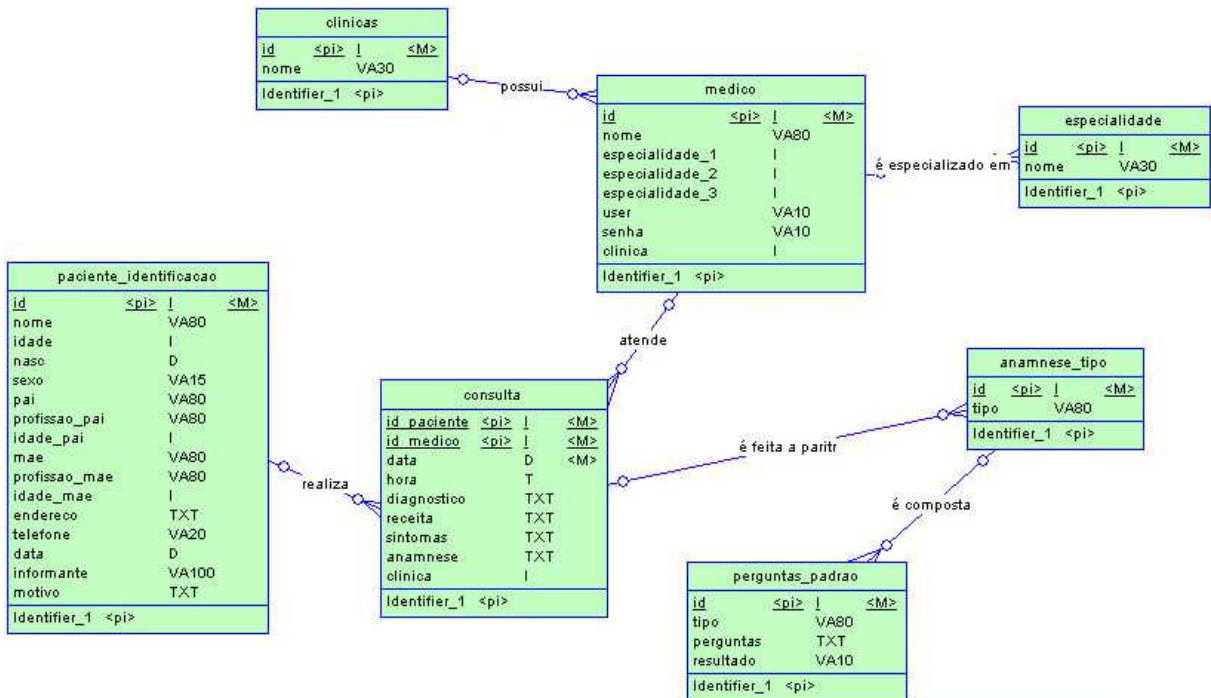 clinicas
id <pi> I <M>
nome VA30
Identifier_1 <pi>
possui
medico
id <pi> I <M>
nome VA80
especialidade_1 I
especialidade_2 I
especialidade_3 I
user VA10
senha VA10
clinica I
Identifier_1 <pi>
é especializado em
especialidade
id <pi> I <M>
nome VA30
Identifier_1 <pi>
paciente_identificacao
id <pi> I <M>
nome VA80
idade I
nasc D
sexo VA15
pai VA80
profissao_pai VA80
idade_pai I
mae VA80
profissao_mae VA80
idade_mae I
endereco TXT
telefone VA20
data D
informante VA100
motivo TXT
Identifier_1 <pi>
realiza
atende
consulta
id_paciente <pi> I <M>
id_medico <pi> I <M>
data D <M>
hora T
diagnostico TXT
receita TXT
sintomas TXT
anamnese TXT
clinica I
Identifier_1 <pi>
é feita a paritr
anamnese_tipo
id <pi> I <M>
tipo VA80
Identifier_1 <pi>
é composta
perguntas_padrao
id <pi> I <M>
tipo VA80
perguntas TXT
resultado VA10
Identifier_1 <pi>